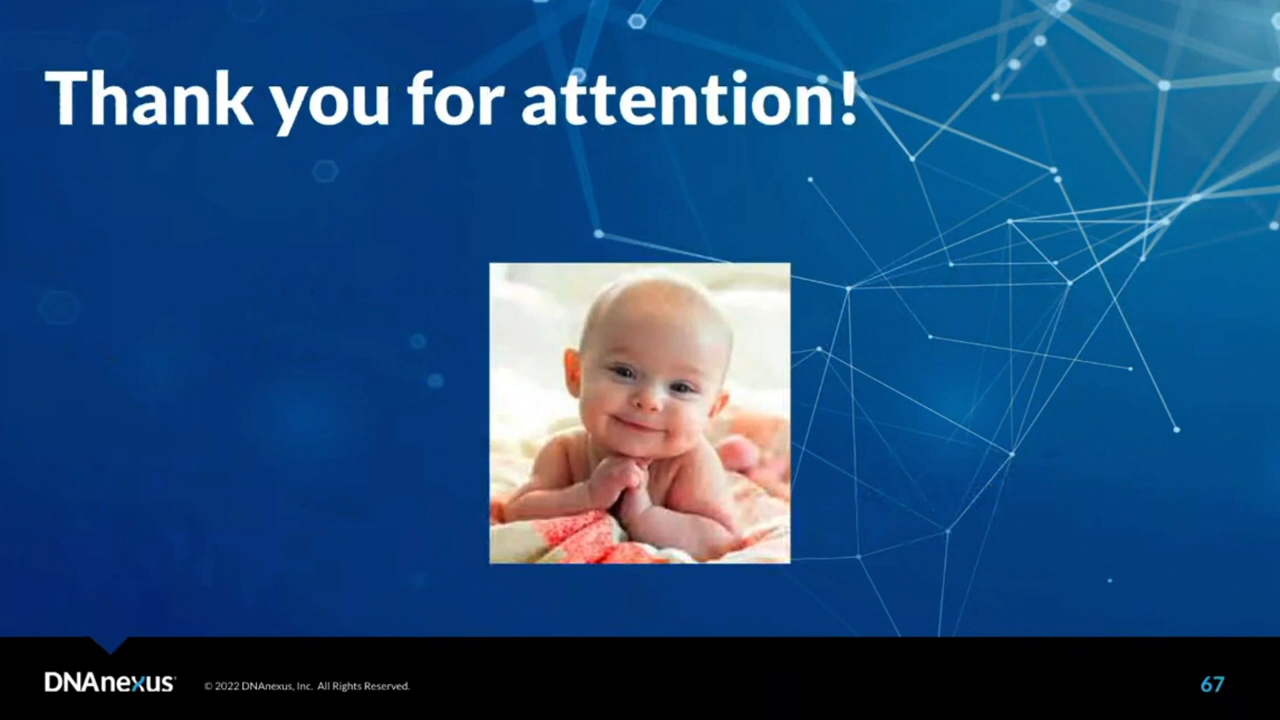 Thank you for attention!
DNAnexus
© 2022 DNAnexus, Inc. All Rights Reserved.
67